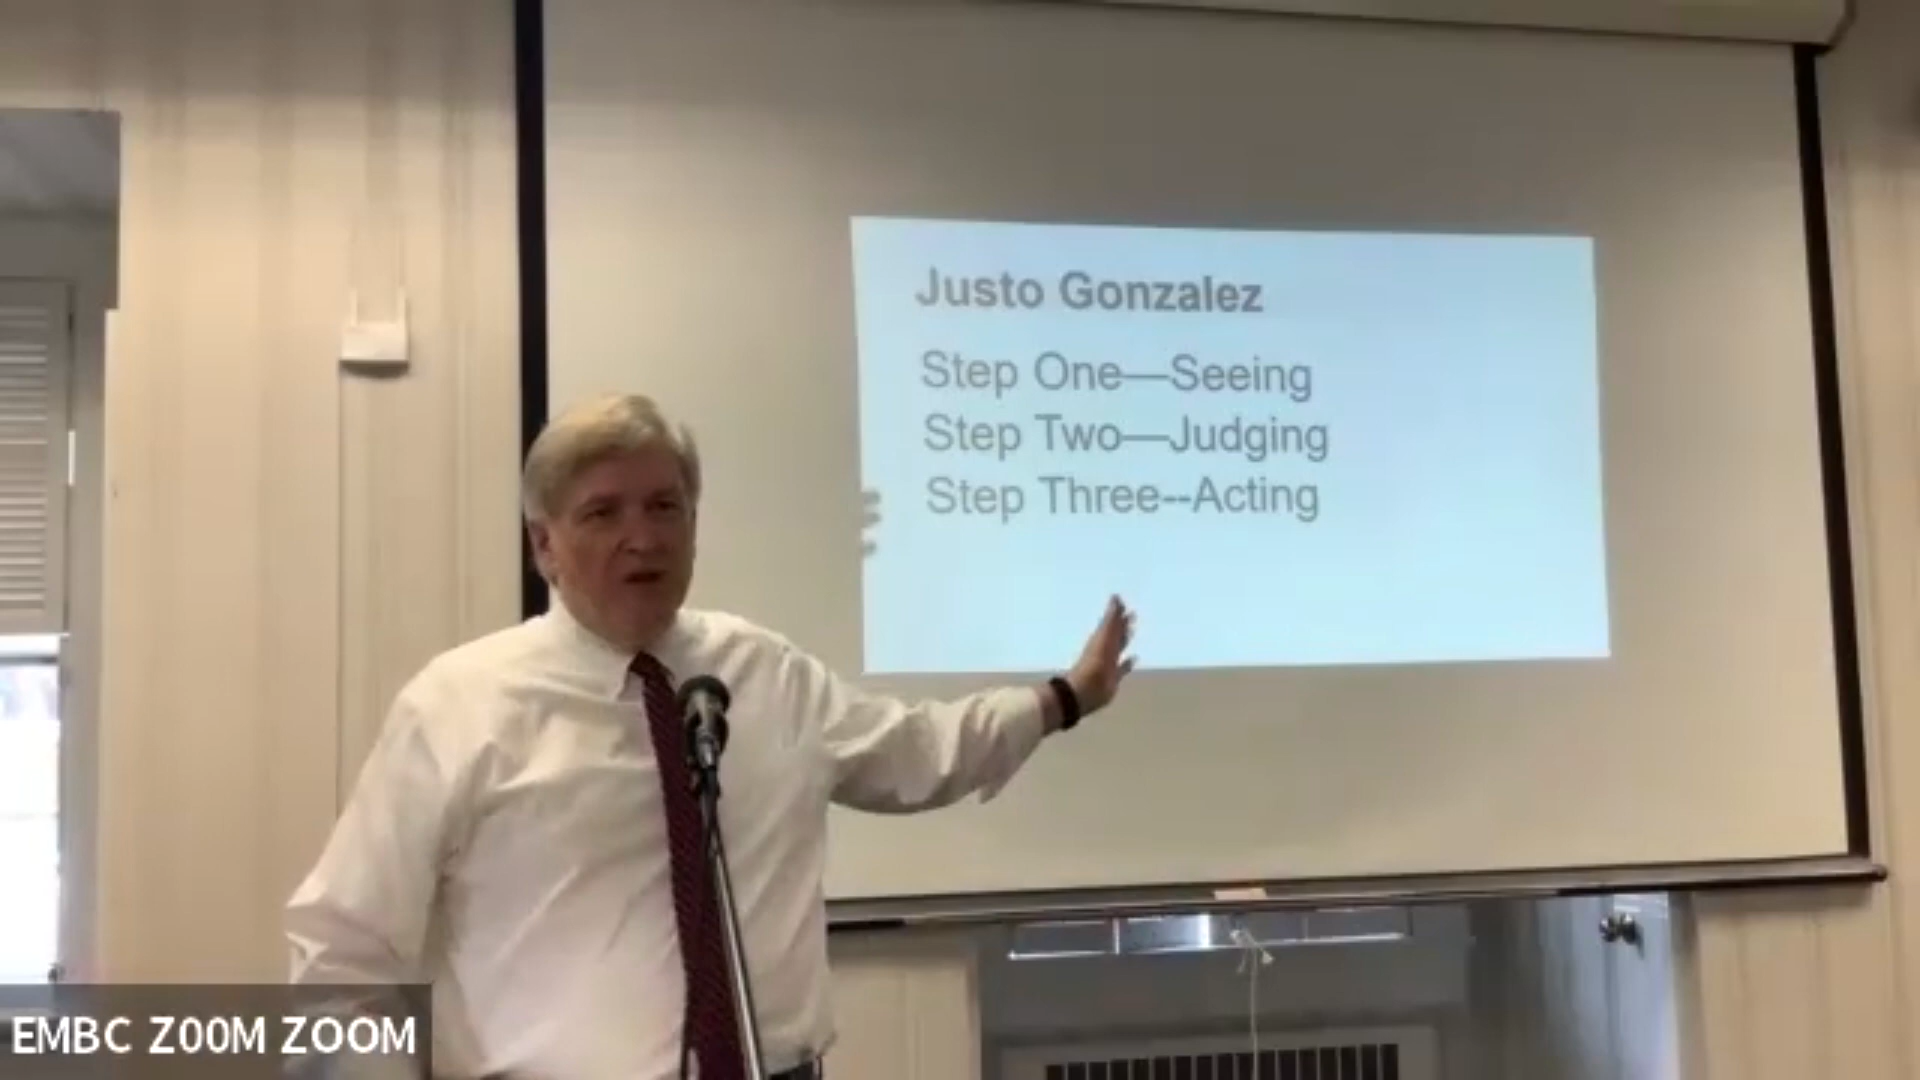 Justo Gonzalez
Step One—Seeing
Step Two—Judging
Step Three--Acting
EMBC Z00M ZOOM